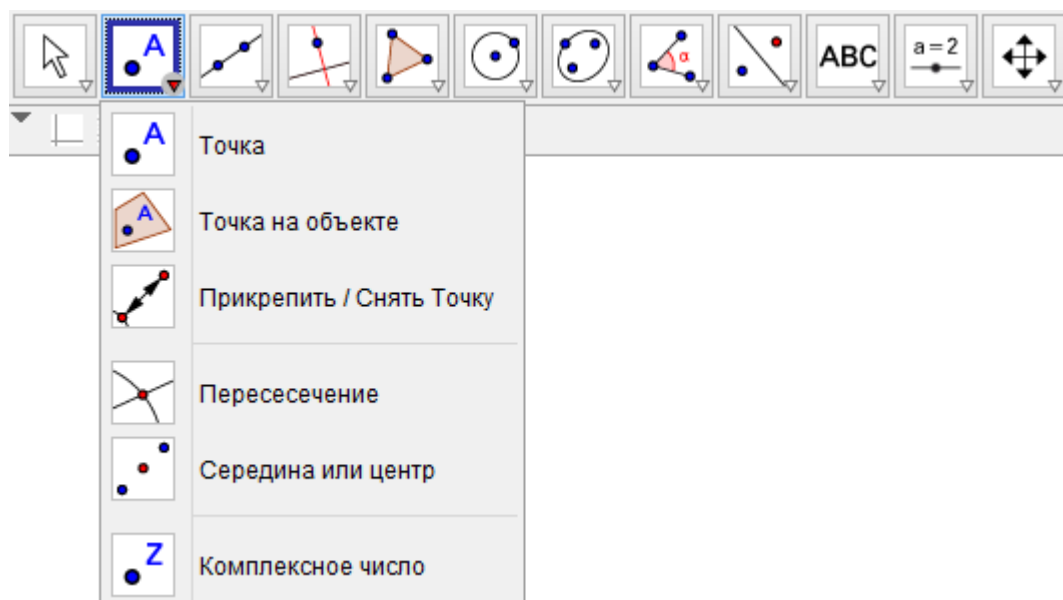 A
α
ABC
a=2
A
Точка
A
Точка на объекте
Прикрепить / Снять Точку
Пересесечение
Середина или центр
Z
Комплексное число